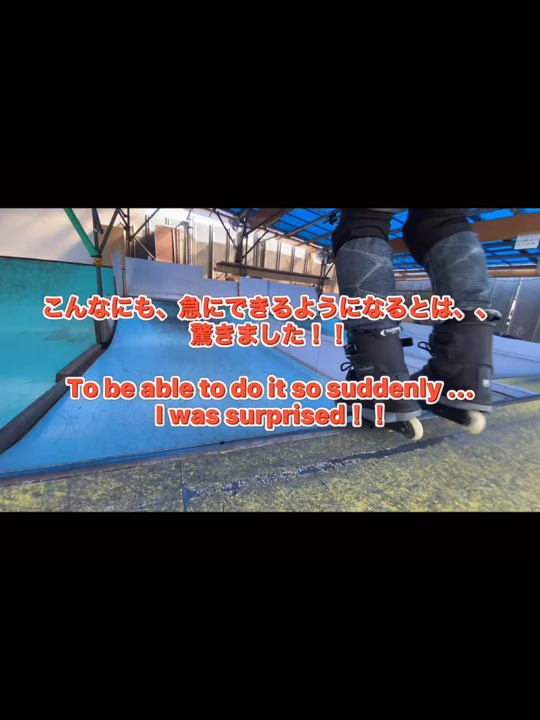 こんなにも、急にできるようになるとは、、
驚きました！！
To be able to do it so suddenly ...
I was surprised！！